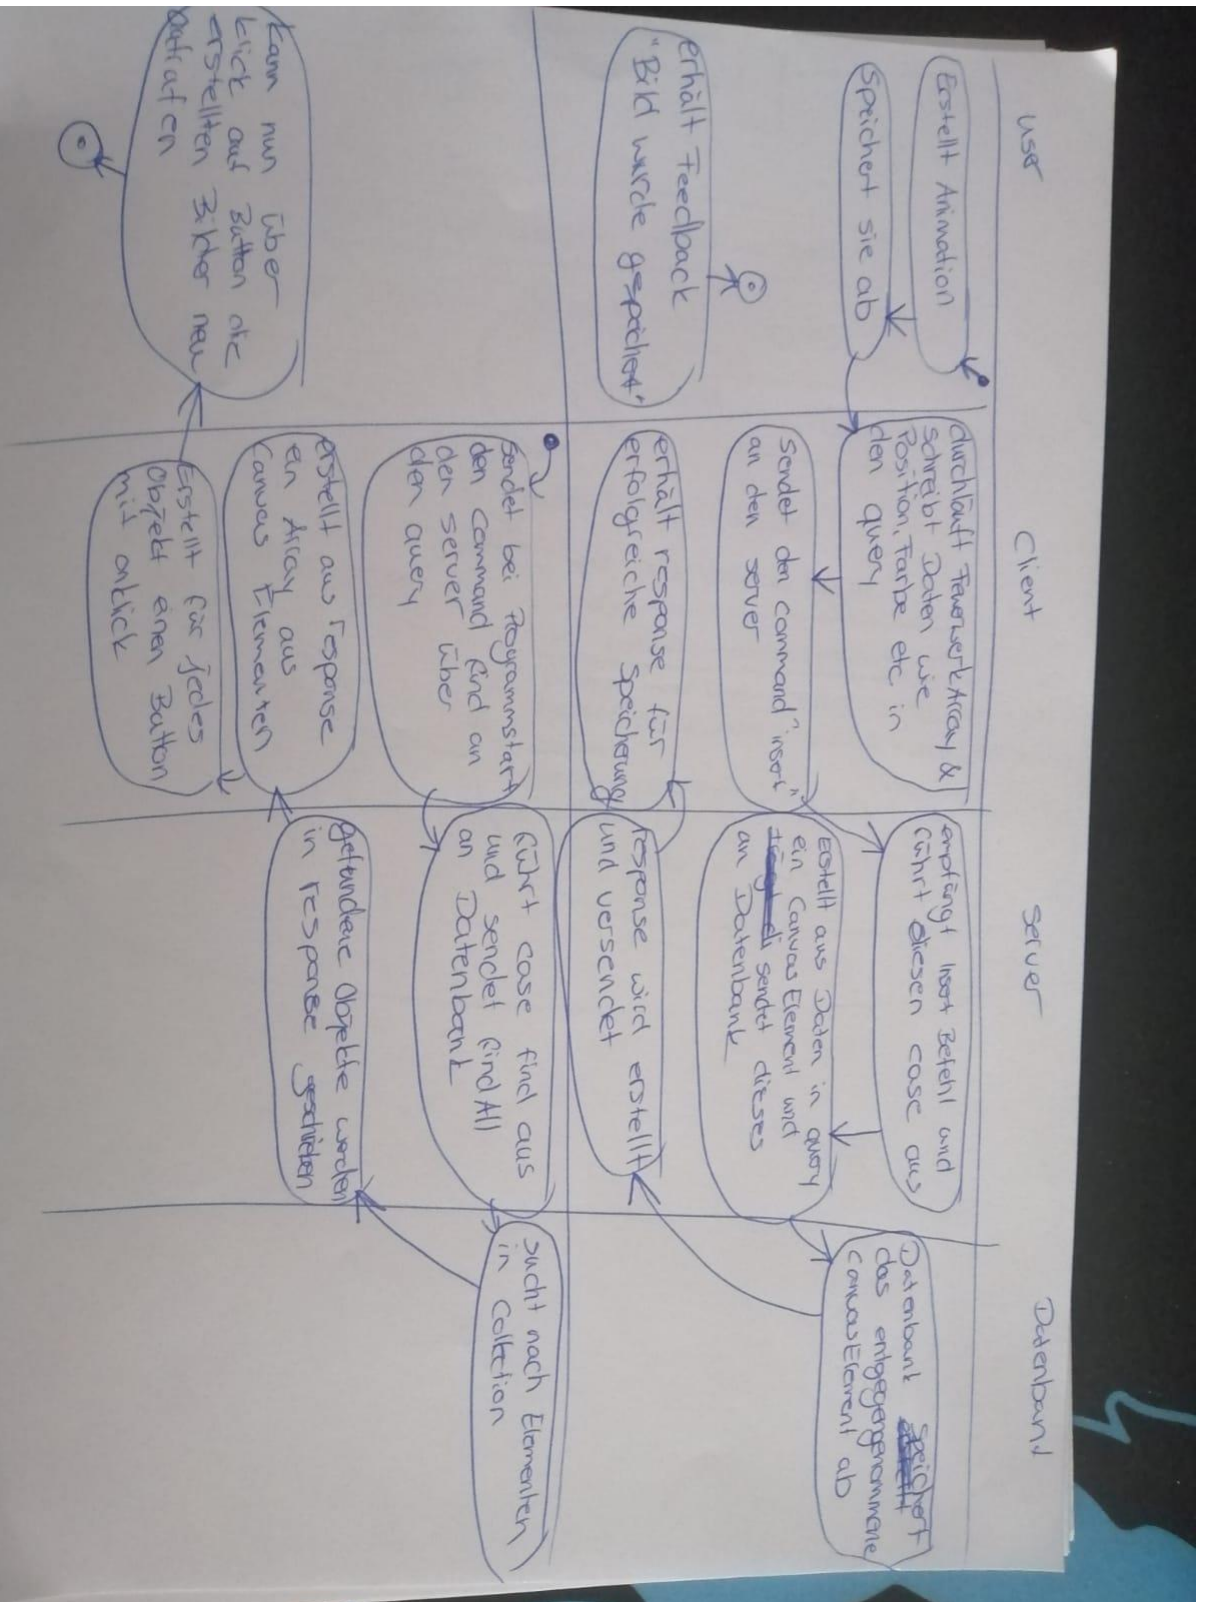 User
Client
Server
Datenband
Erstellt Animation
Speichert sie ab
durchläuft FeuerwerkArray &
schreibt Daten wie
Position, Farbe etc. in
den query
Sendet den command "insert"
an den server
empfängt Insert Befehl und
führt diesen case aus
Erstellt aus Daten in query
ein CanvasElement und
sendet dieses
an Datenbank
Datenbank speichert
das entgegengenommene
canvasElement ab
response wird erstellt
und versendet
erhält response für
erfolgreiche Speicherung
erhält Feedback
"Bild wurde gespeichert"
sendet bei Programmstart
den command find an
den server über
den query
führt case find aus
und sendet findAll
an Datenbank
sucht nach Elementen
in Collection
gefundene Objekte werden
in response geschrieben
erstellt aus response
ein Array aus
Canvas Elementen
Erstellt für jedes
Objekt einen Button
mit onklick
Kann nun über
klick auf Button die
erstellten Bilder neu
aufrufen